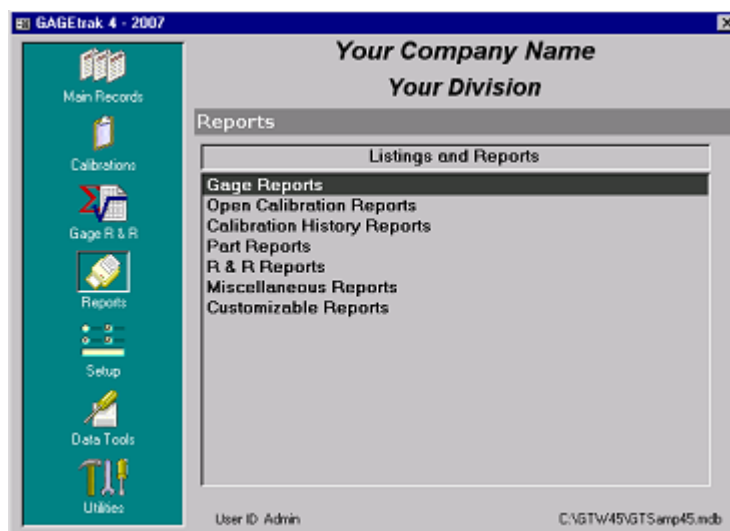 GAGEtrak 4 - 2007
Your Company Name
Your Division
Main Records
Calibrations
Gage R & R
Reports
Setup
Data Tools
Utilities
Reports
Listings and Reports
Gage Reports
Open Calibration Reports
Calibration History Reports
Part Reports
R & R Reports
Miscellaneous Reports
Customizable Reports
User ID Admin
C:\GTW45\GTSamp45.mdb